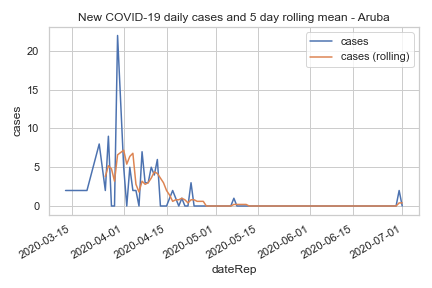 New COVID-19 daily cases and 5 day rolling mean - Aruba
cases
cases (rolling)
cases
20
15
10
5
0
2020-03-15
2020-04-01
2020-04-15
2020-05-01
2020-05-15
2020-06-01
2020-06-15
2020-07-01
dateRep